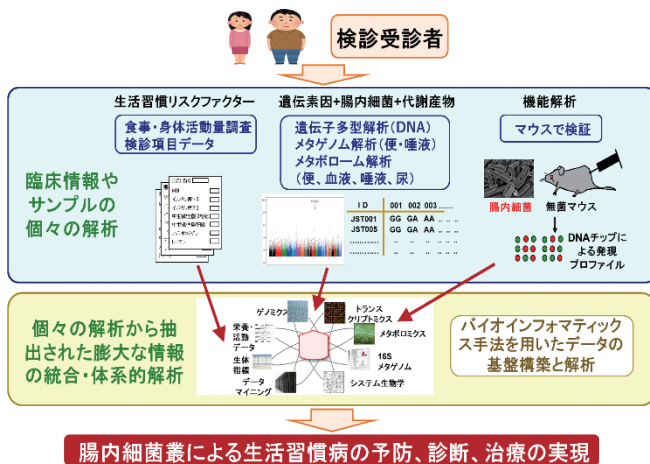 検診受診者
生活習慣リスクファクター
遺伝素因+腸内細菌+代謝産物
機能解析
食事・身体活動量調査
検診項目データ
遺伝子多型解析(DNA)
メタゲノム解析(便・唾液)
メタボローム解析
(便、血液、唾液、尿)
マウスで検証
臨床情報や
サンプルの
個々の解析
ID 001 002 003 ......
JST001 GG GA AA .. .. ..
JST005 GG GA AA .. .. ..
腸内細菌
無菌マウス
DNAチップに
よる発現
プロファイル
個々の解析から抽
出された膨大な情報
の統合・体系的解析
ゲノミクス
トランス
クリプトミクス
栄養・
活動
データ
メタボロミクス
生体
指標
16S
メタゲノム
データ
マイニング
システム生物学
バイオインフォマティック
ス手法を用いたデータの
基盤構築と解析
腸内細菌叢による生活習慣病の予防、診断、治療の実現